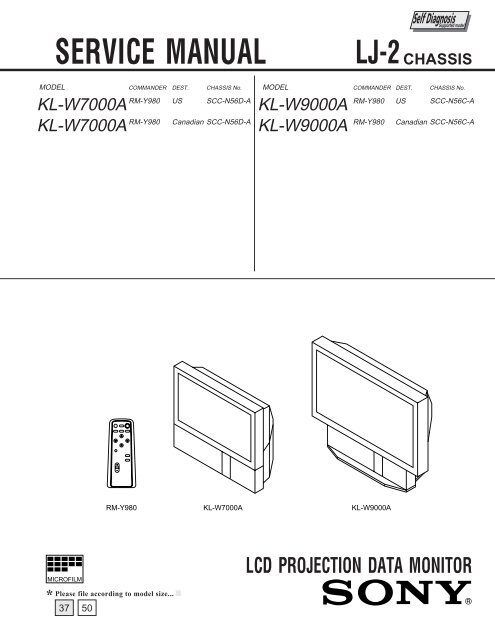 Self Diagnosis
Supported model
SERVICE MANUAL LJ-2 CHASSIS
MODEL COMMANDER DEST. CHASSIS No. MODEL COMMANDER DEST. CHASSIS No.
KL-W7000A RM-Y980 US SCC-N56D-A KL-W9000A RM-Y980 US SCC-N56C-A
KL-W7000A RM-Y980 Canadian SCC-N56D-A KL-W9000A RM-Y980 Canadian SCC-N56C-A
RM-Y980 KL-W7000A KL-W9000A
MICROFILM
LCD PROJECTION DATA MONITOR
* Please file according to model size...
37 50
SONY®